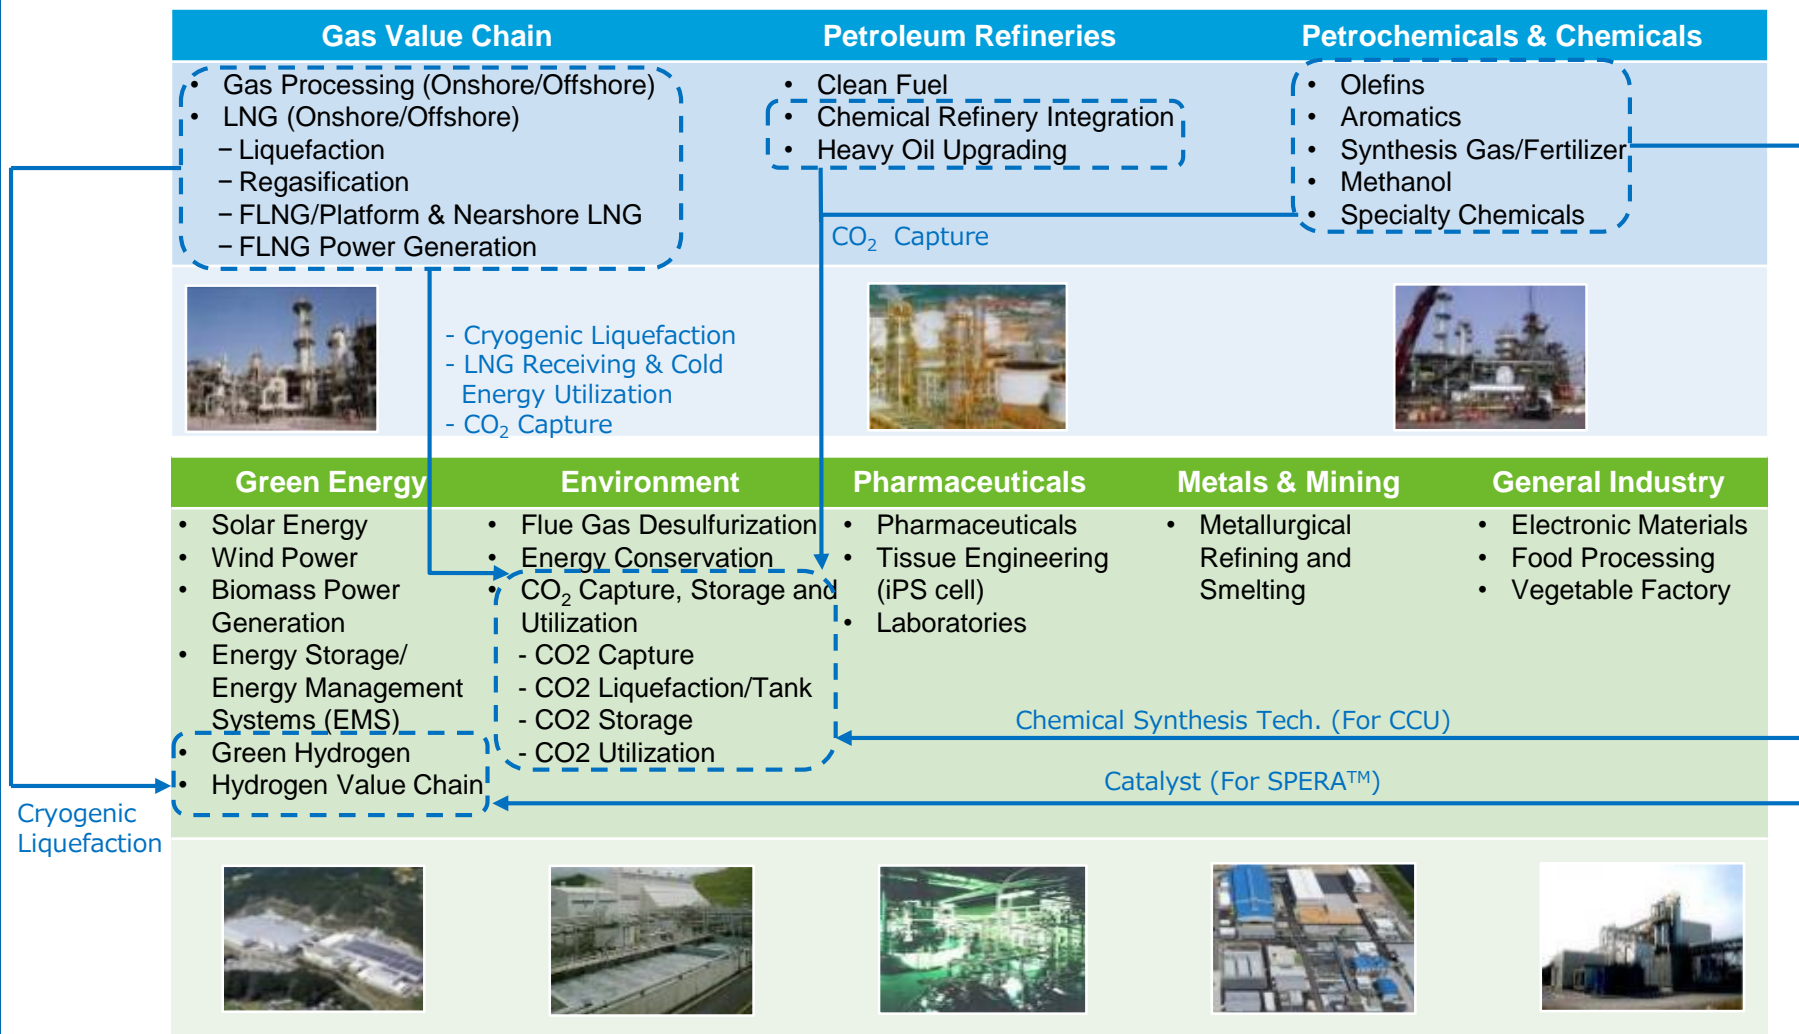 Gas Value Chain
Petroleum Refineries
Petrochemicals & Chemicals
• Gas Processing (Onshore/Offshore)
• LNG (Onshore/Offshore)
– Liquefaction
– Regasification
– FLNG/Platform & Nearshore LNG
– FLNG Power Generation
• Clean Fuel
• Chemical Refinery Integration
• Heavy Oil Upgrading
• Olefins
• Aromatics
• Synthesis Gas/Fertilizer
• Methanol
• Specialty Chemicals
CO₂ Capture
- Cryogenic Liquefaction
- LNG Receiving & Cold
Energy Utilization
- CO₂ Capture
Green Energy
Environment
Pharmaceuticals
Metals & Mining
General Industry
• Solar Energy
• Wind Power
• Biomass Power
Generation
• Energy Storage/
Energy Management
Systems (EMS)
• Green Hydrogen
• Hydrogen Value Chain
• Flue Gas Desulfurization
• Energy Conservation
• CO₂ Capture, Storage and
Utilization
- CO2 Capture
- CO2 Liquefaction/Tank
- CO2 Storage
- CO2 Utilization
• Pharmaceuticals
• Tissue Engineering
(iPS cell)
• Laboratories
• Metallurgical
Refining and
Smelting
• Electronic Materials
• Food Processing
• Vegetable Factory
Chemical Synthesis Tech. (For CCU)
Catalyst (For SPERA™)
Cryogenic
Liquefaction